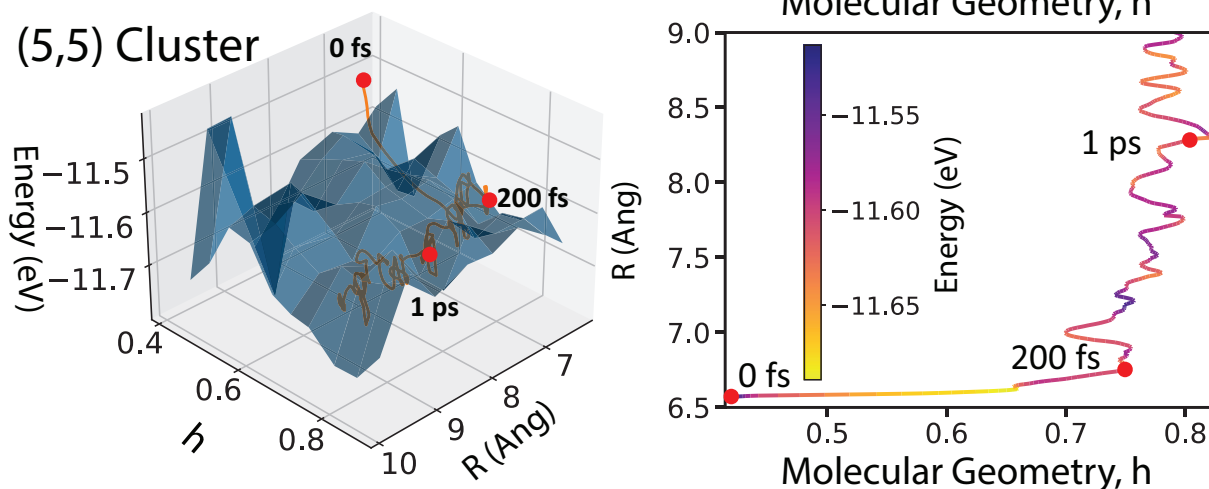 (5,5) Cluster
0 fs
200 fs
1 ps
Energy (eV)
−11.5
−11.6
−11.7
0.4
0.6
0.8
h
10
9
8
7
R (Ang)
Molecular Geometry, h
9.0
8.5
8.0
7.5
7.0
6.5
R (Ang)
−11.55
−11.60
−11.65
Energy (eV)
1 ps
200 fs
0 fs
0.5
0.6
0.7
0.8
Molecular Geometry, h